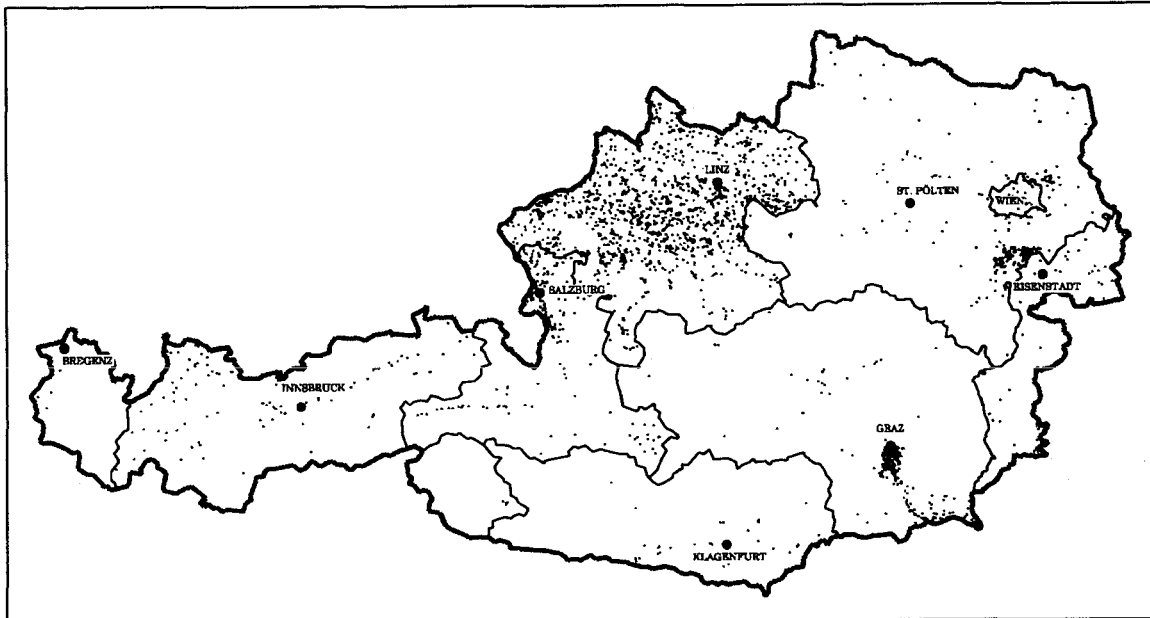 LINZ
ST. PÖLTEN
WIEN
SALZBURG
EISENSTADT
BREGENZ
INNSBRUCK
GRAZ
KLAGENFURT